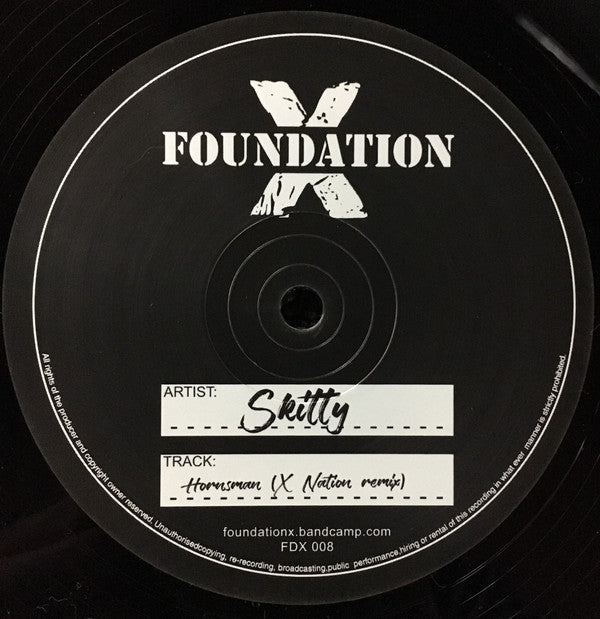 X
FOUNDATION
ARTIST:
Skitty
TRACK:
Hornsman (X Nation remix)
foundationx.bandcamp.com
FDX 008
All rights of the producer and copyright owner reserved. Unauthorisedcopying, re-recording, broadcasting,public performance,hiring or rental of this recording in what ever manner is strictly prohibited.